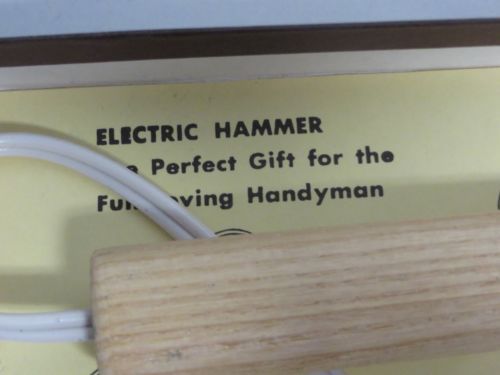 ELECTRIC HAMMER
Perfect Gift for the
Handyman